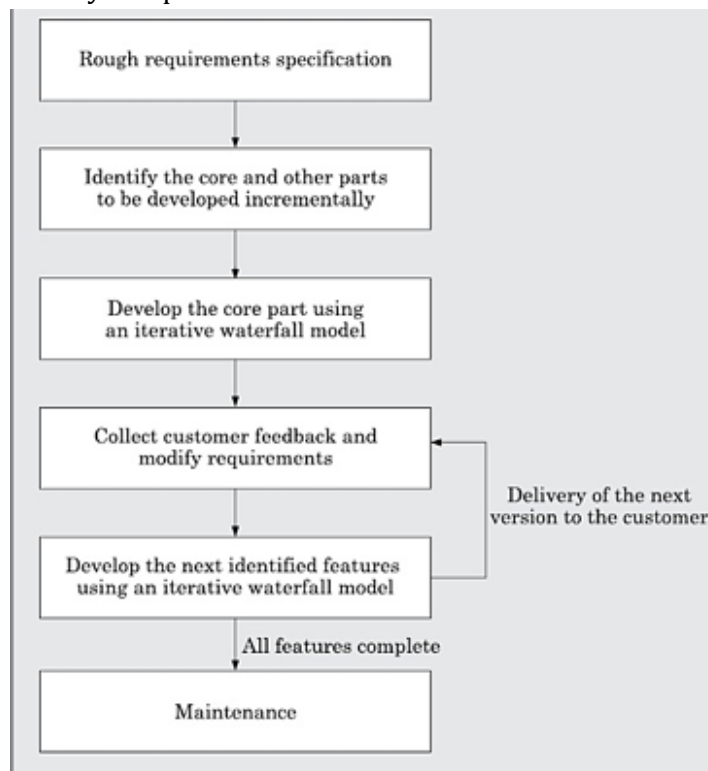 Rough requirements specification
Identify the core and other parts
to be developed incrementally
Develop the core part using
an iterative waterfall model
Collect customer feedback and
modify requirements
Delivery of the next
version to the customer
Develop the next identified features
using an iterative waterfall model
All features complete
Maintenance